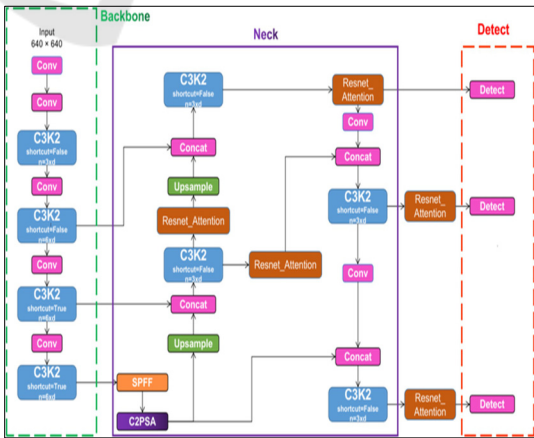 Backbone
Input
640 × 640
Conv
Conv
C3K2
shortcut=False
n=3xd
Conv
C3K2
shortcut=False
n=6xd
Conv
C3K2
shortcut=True
n=6xd
Conv
C3K2
shortcut=True
n=6xd
Neck
C3K2
shortcut=False
n=3xd
Concat
Upsample
Resnet_Attention
C3K2
shortcut=False
n=3xd
Resnet_Attention
Concat
Upsample
SPFF
C2PSA
Resnet_
Attention
Conv
Concat
C3K2
shortcut=False
n=3xd
Resnet_
Attention
Conv
Concat
C3K2
shortcut=False
n=3xd
Resnet_
Attention
Detect
Detect
Detect
Detect